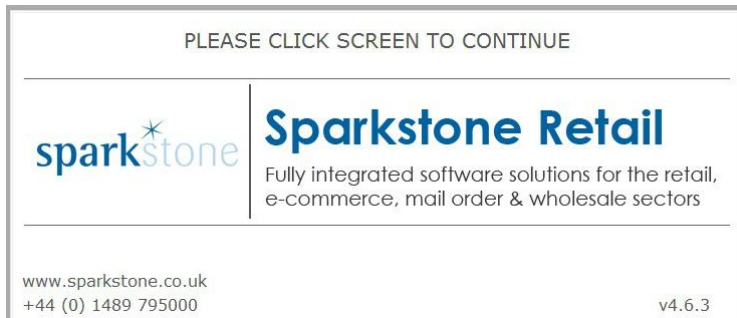 PLEASE CLICK SCREEN TO CONTINUE
sparkstone
Sparkstone Retail
Fully integrated software solutions for the retail,
e-commerce, mail order & wholesale sectors
www.sparkstone.co.uk
+44 (0) 1489 795000
v4.6.3